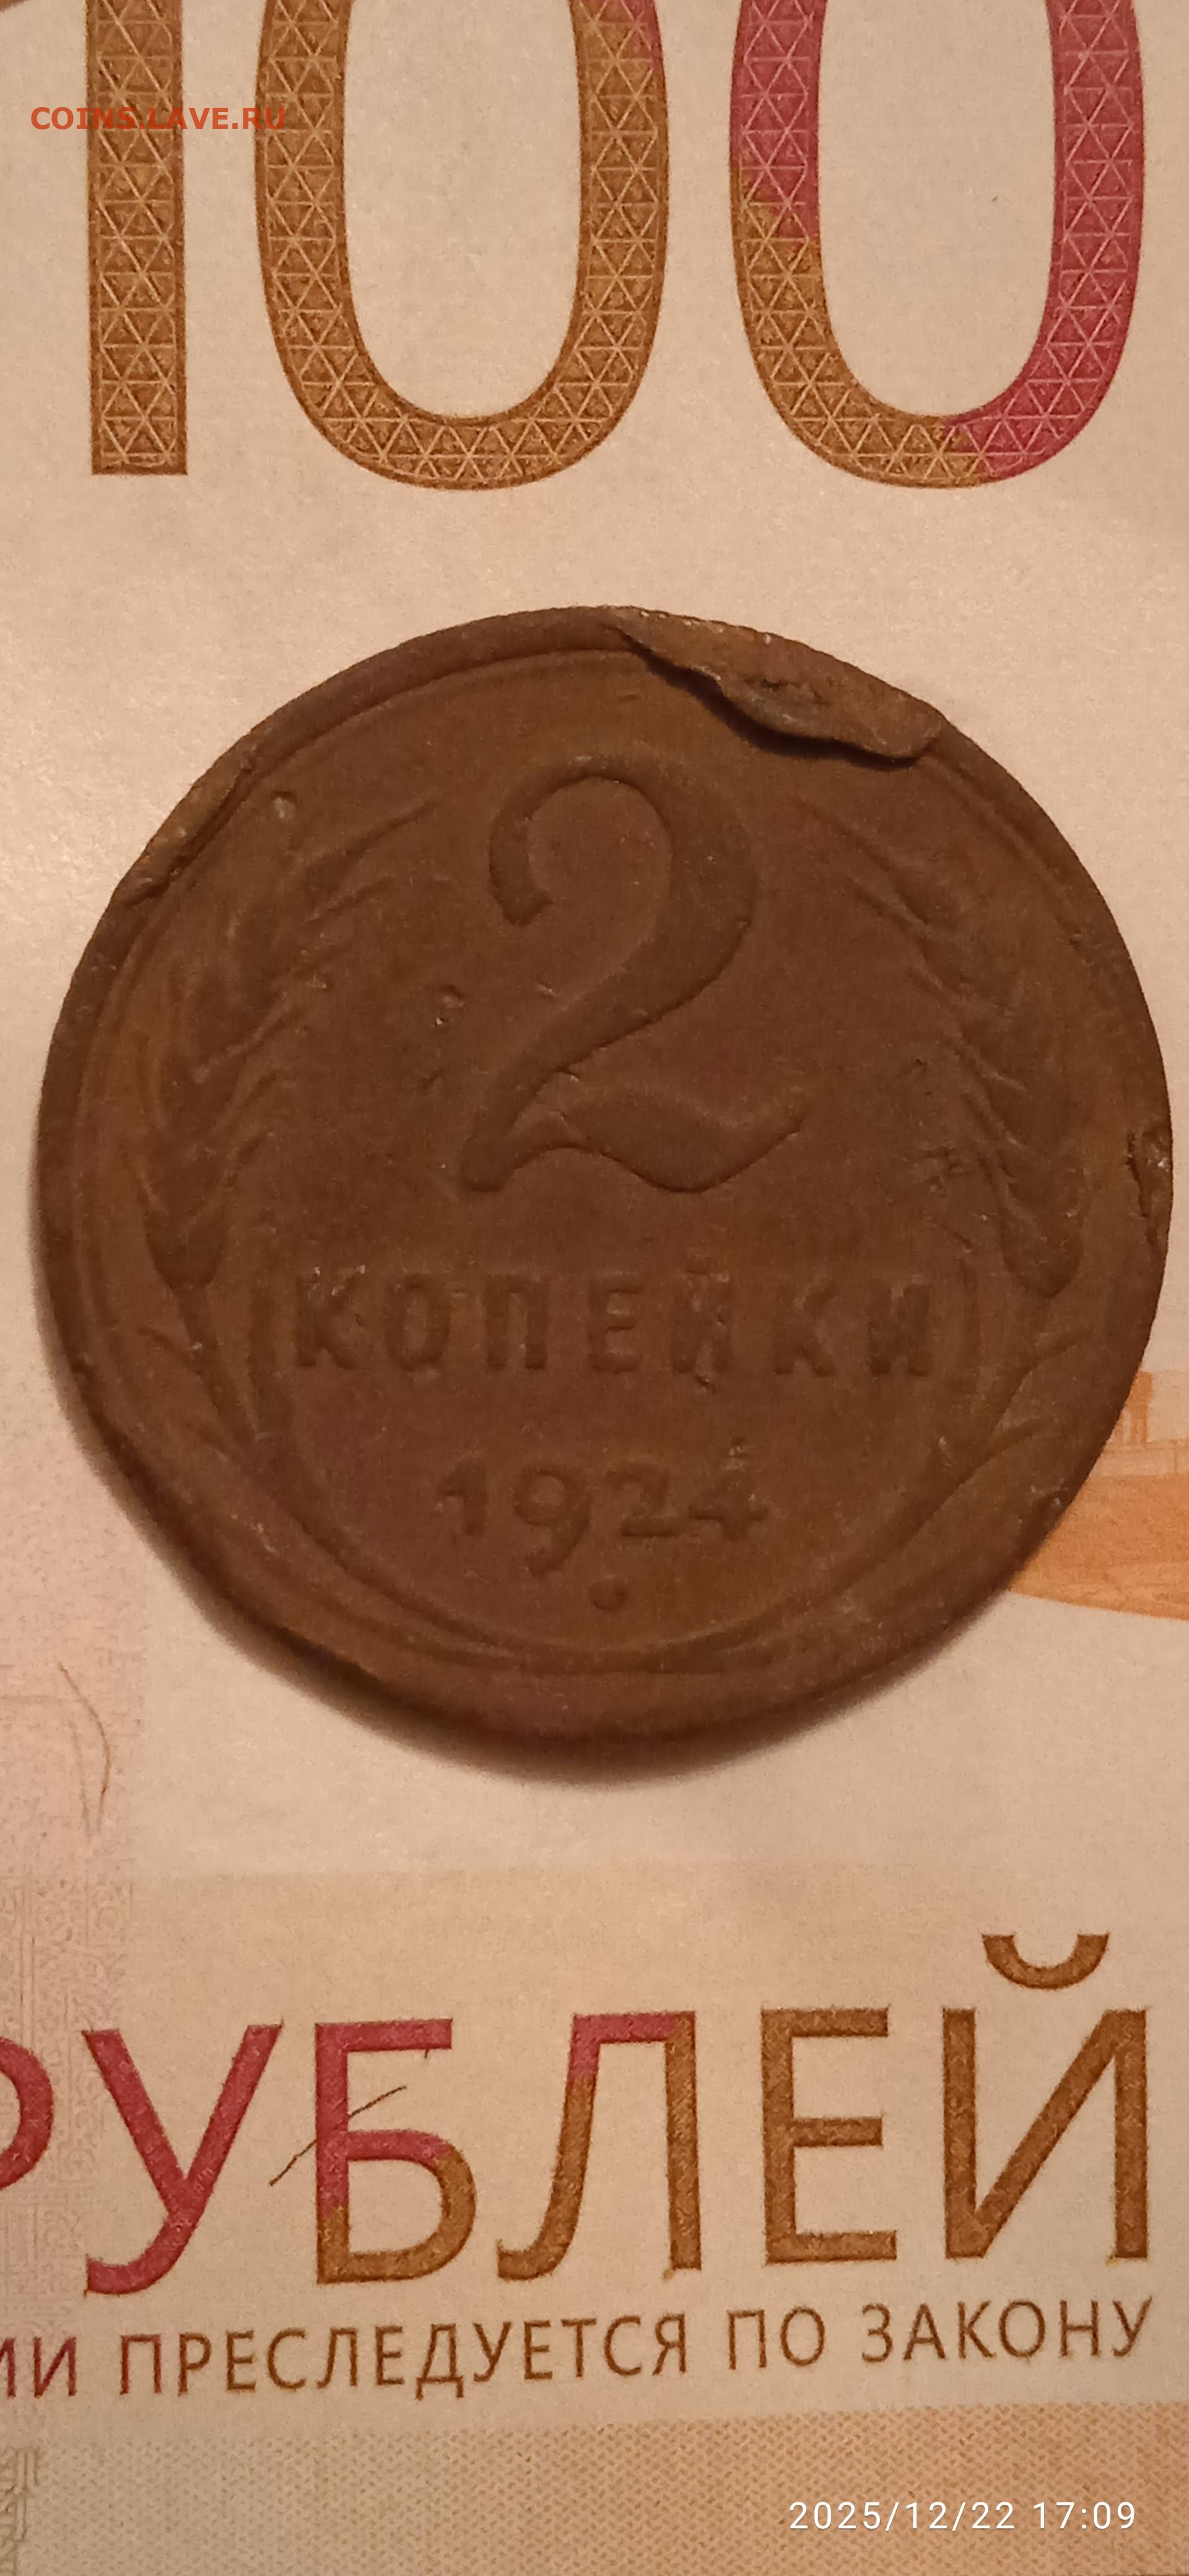 100
COINS.LAVE.RU
2
КОПЕЙКИ
1924
РУБЛЕЙ
ИИ ПРЕСЛЕДУЕТСЯ ПО ЗАКОНУ
2025/12/22 17:09